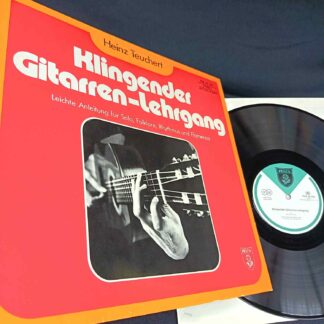 Heinz Teuchert
Klingender
Gitarren=Lehrgang
Leichte Anleitung für Solo, Folklore, Rhythmus und Flamenco